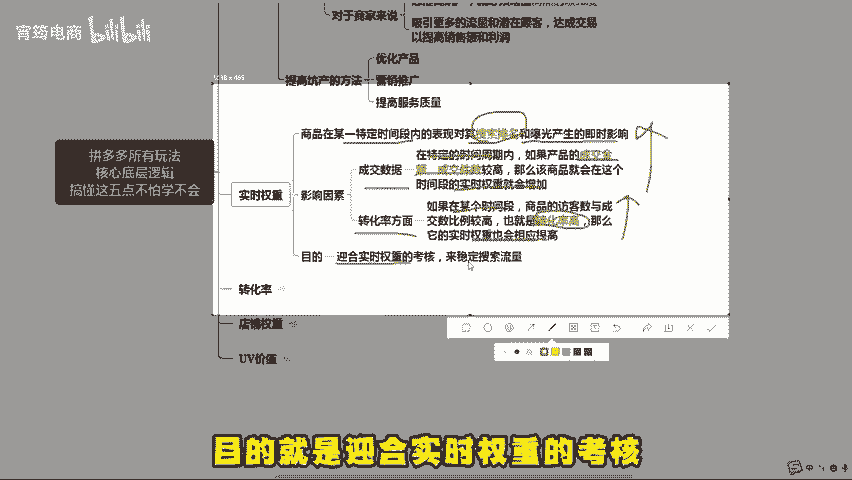 宵筠电商 bilibili
对于商家来说
吸引更多的流量和潜在顾客，达成交易
以提高销售额和利润
优化产品
提高坑产的方法
营销推广
提高服务质量
拼多多所有玩法
核心底层逻辑
搞懂这五点不怕学不会
实时权重
商品在某一特定时间段内的表现对其搜索排名和曝光产生的即时影响
影响因素
成交数据
在特定的时间周期内，如果产品的成交金
额、成交件数较高，那么该商品就会在这个
时间段的实时权重就会增加
转化率方面
如果在某个时间段，商品的访客数与成
交数比例较高，也就是转化率高，那么
它的实时权重也会相应提高
目的
迎合实时权重的考核，来稳定搜索流量
转化率
店铺权重
UV价值
目的就是迎合实时权重的考核